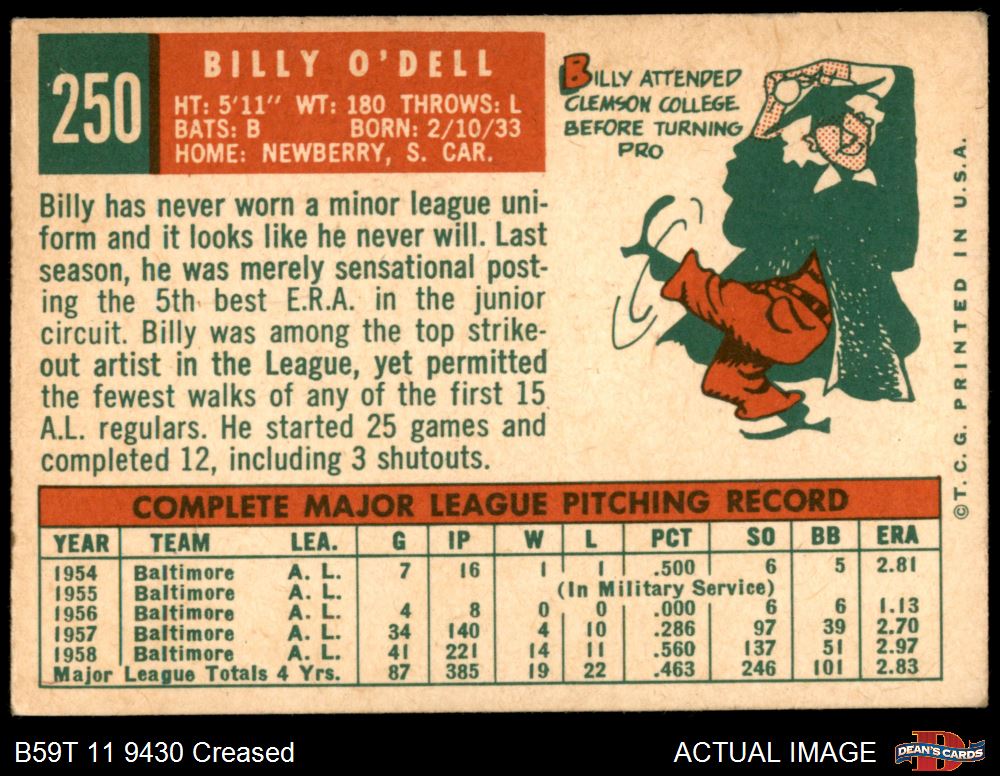 250
BILLY O'DELL
HT: 5'11" WT: 180 THROWS: L
BATS: B BORN: 2/10/33
HOME: NEWBERRY, S. CAR.
BILLY ATTENDED
CLEMSON COLLEGE
BEFORE TURNING
PRO
Billy has never worn a minor league uni-
form and it looks like he never will. Last
season, he was merely sensational post-
ing the 5th best E.R.A. in the junior
circuit. Billy was among the top strike-
out artist in the League, yet permitted
the fewest walks of any of the first 15
A.L. regulars. He started 25 games and
completed 12, including 3 shutouts.
©T. C. G. PRINTED IN U.S.A.
COMPLETE MAJOR LEAGUE PITCHING RECORD
YEAR TEAM LEA. G IP W L PCT SO BB ERA
1954 Baltimore A. L. 7 16 1 1 .500 6 5 2.81
1955 Baltimore A. L. (In Military Service)
1956 Baltimore A. L. 4 8 0 0 .000 6 6 1.13
1957 Baltimore A. L. 34 140 4 10 .286 97 39 2.70
1958 Baltimore A. L. 41 221 14 11 .560 137 51 2.97
Major League Totals 4 Yrs. 87 385 19 22 .463 246 101 2.83
B59T 11 9430 Creased
ACTUAL IMAGE
DEAN'S CARDS